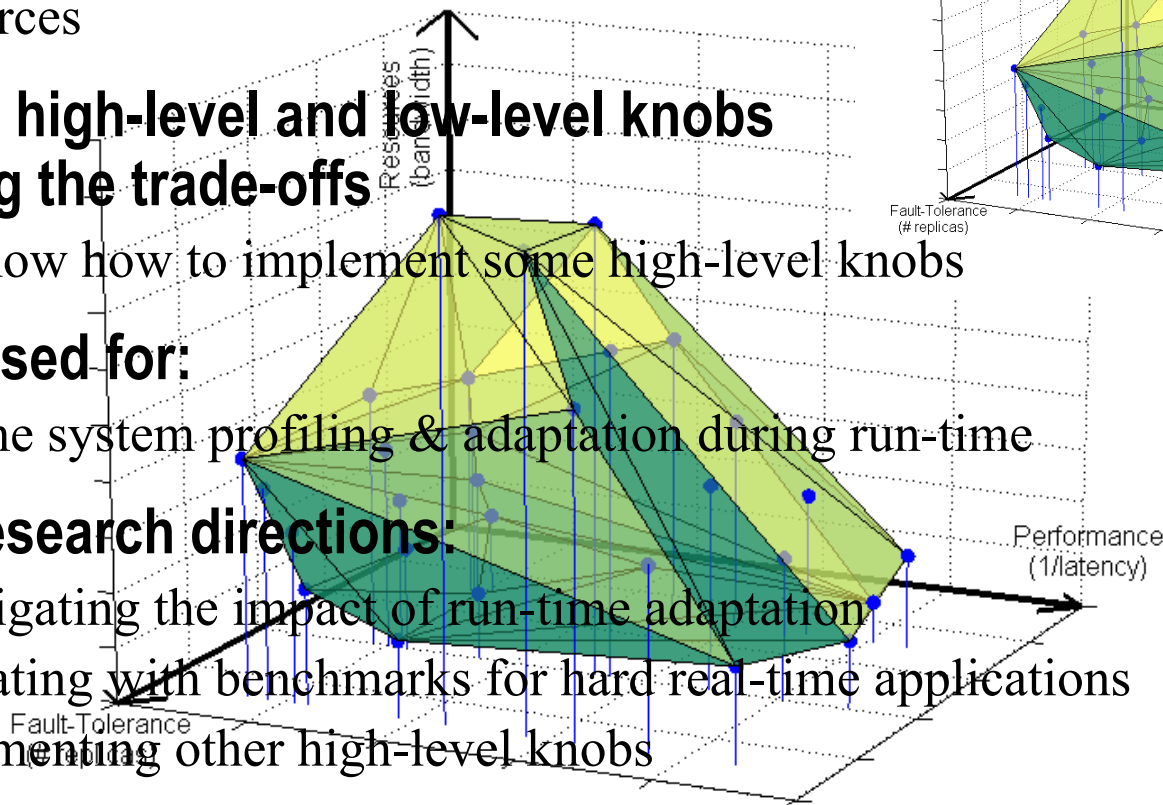 rces
high-level and low-level knobs
g the trade-offs
low how to implement some high-level knobs
sed for:
ne system profiling & adaptation during run-time
esearch directions:
igating the impact of run-time adaptation
ating with benchmarks for hard real-time applications
menting other high-level knobs
Resources
(bandwidth)
Performance
(1/latency)
Fault-Tolerance
(# replicas)
Fault-Tolerance
(# replicas)